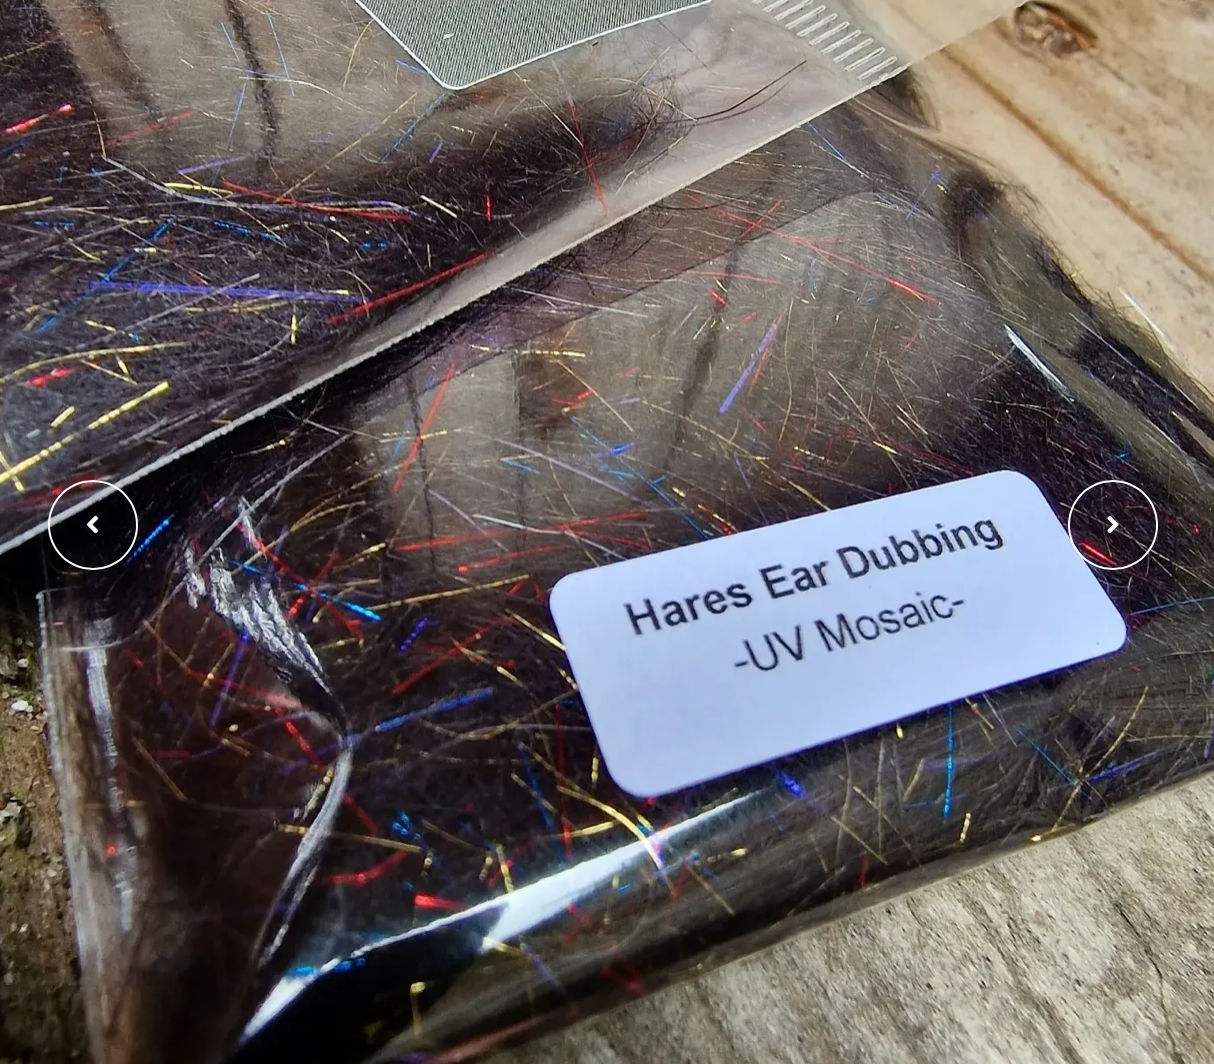 Hares Ear Dubbing
-UV Mosaic-